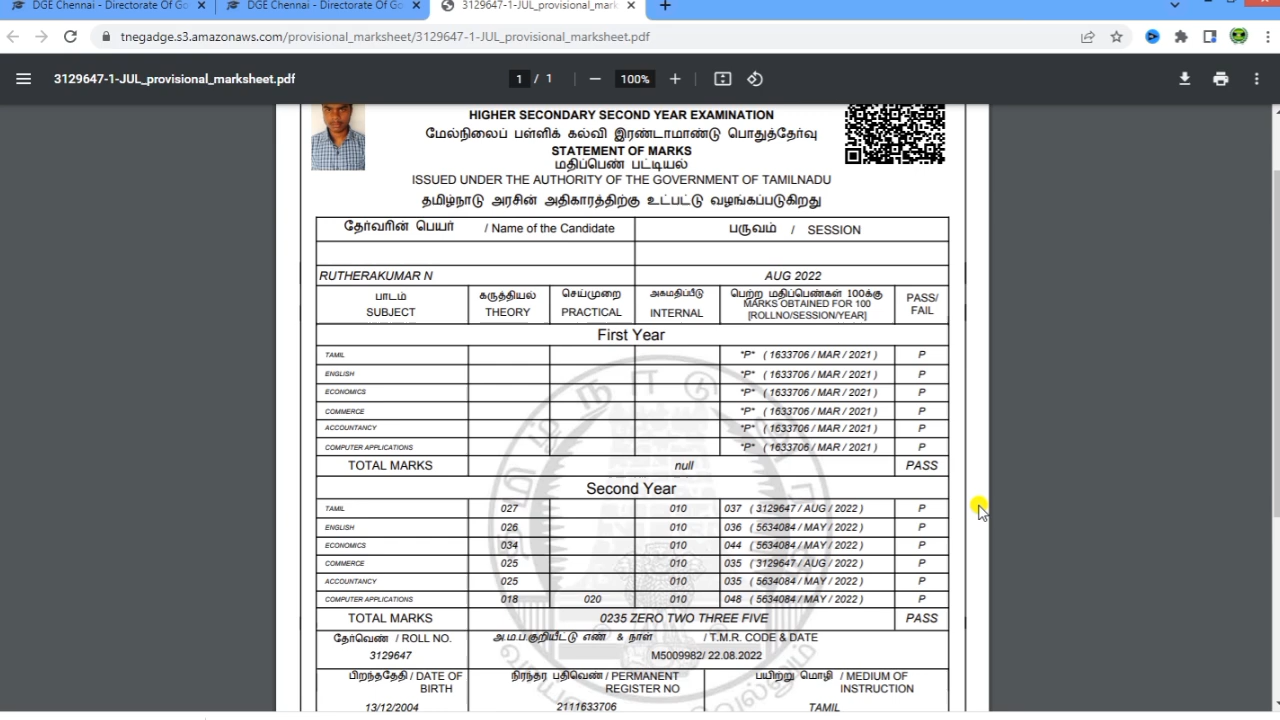 DGE Chennai - Directorate Of Go
DGE Chennai - Directorate Of Go
3129647-1-JUL_provisional_mark
tnegadge.s3.amazonaws.com/provisional_marksheet/3129647-1-JUL_provisional_marksheet.pdf
3129647-1-JUL_provisional_marksheet.pdf 1 / 1 100%
HIGHER SECONDARY SECOND YEAR EXAMINATION
மேல்நிலைப் பள்ளிக் கல்வி இரண்டாமாண்டு பொதுத்தேர்வு
STATEMENT OF MARKS
மதிப்பெண் பட்டியல்
ISSUED UNDER THE AUTHORITY OF THE GOVERNMENT OF TAMILNADU
தமிழ்நாடு அரசின் அதிகாரத்திற்கு உட்பட்டு வழங்கப்படுகிறது
தேர்வரின் பெயர் / Name of the Candidate பருவம் / SESSION
RUTHERAKUMAR N AUG 2022
பாடம் கருத்தியல் செய்முறை அகமதிப்பீடு பெற்ற மதிப்பெண்கள் 100க்கு PASS/
SUBJECT THEORY PRACTICAL INTERNAL MARKS OBTAINED FOR 100 FAIL
[ROLLNO/SESSION/YEAR]
First Year
TAMIL *P* ( 1633706 / MAR / 2021 ) P
ENGLISH *P* ( 1633706 / MAR / 2021 ) P
ECONOMICS *P* ( 1633706 / MAR / 2021 ) P
COMMERCE *P* ( 1633706 / MAR / 2021 ) P
ACCOUNTANCY *P* ( 1633706 / MAR / 2021 ) P
COMPUTER APPLICATIONS *P* ( 1633706 / MAR / 2021 ) P
TOTAL MARKS null PASS
Second Year
TAMIL 027 010 037 ( 3129647 / AUG / 2022 ) P
ENGLISH 026 010 036 ( 5634084 / MAY / 2022 ) P
ECONOMICS 034 010 044 ( 5634084 / MAY / 2022 ) P
COMMERCE 025 010 035 ( 3129647 / AUG / 2022 ) P
ACCOUNTANCY 025 010 035 ( 5634084 / MAY / 2022 ) P
COMPUTER APPLICATIONS 018 020 010 048 ( 5634084 / MAY / 2022 ) P
TOTAL MARKS 0235 ZERO TWO THREE FIVE PASS
தேர்வெண் / ROLL NO. அ.ம.ப.குறியீட்டு எண் & நாள் / T.M.R. CODE & DATE
3129647 M5009982/ 22.08.2022
பிறந்ததேதி / DATE OF BIRTH நிரந்தர பதிவெண் / PERMANENT REGISTER NO பயிற்று மொழி / MEDIUM OF INSTRUCTION
13/12/2004 2111633706 TAMIL